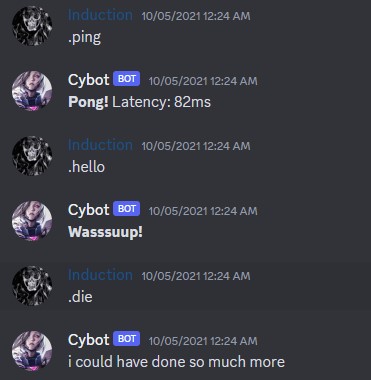 Induction 10/05/2021 12:24 AM
.ping
Cybot BOT 10/05/2021 12:24 AM
Pong! Latency: 82ms
Induction 10/05/2021 12:24 AM
.hello
Cybot BOT 10/05/2021 12:24 AM
Wasssuup!
Induction 10/05/2021 12:24 AM
.die
Cybot BOT 10/05/2021 12:24 AM
i could have done so much more